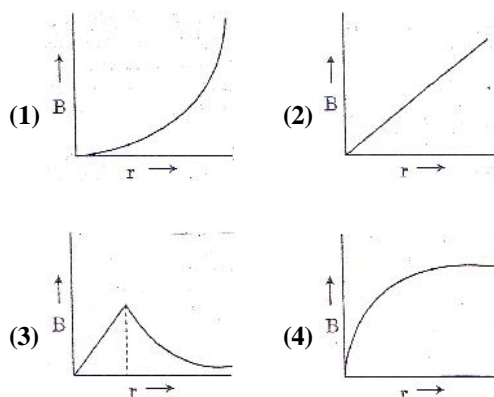 (1) ↑ B r →
(2) ↑ B r →
(3) ↑ B r →
(4) ↑ B r →